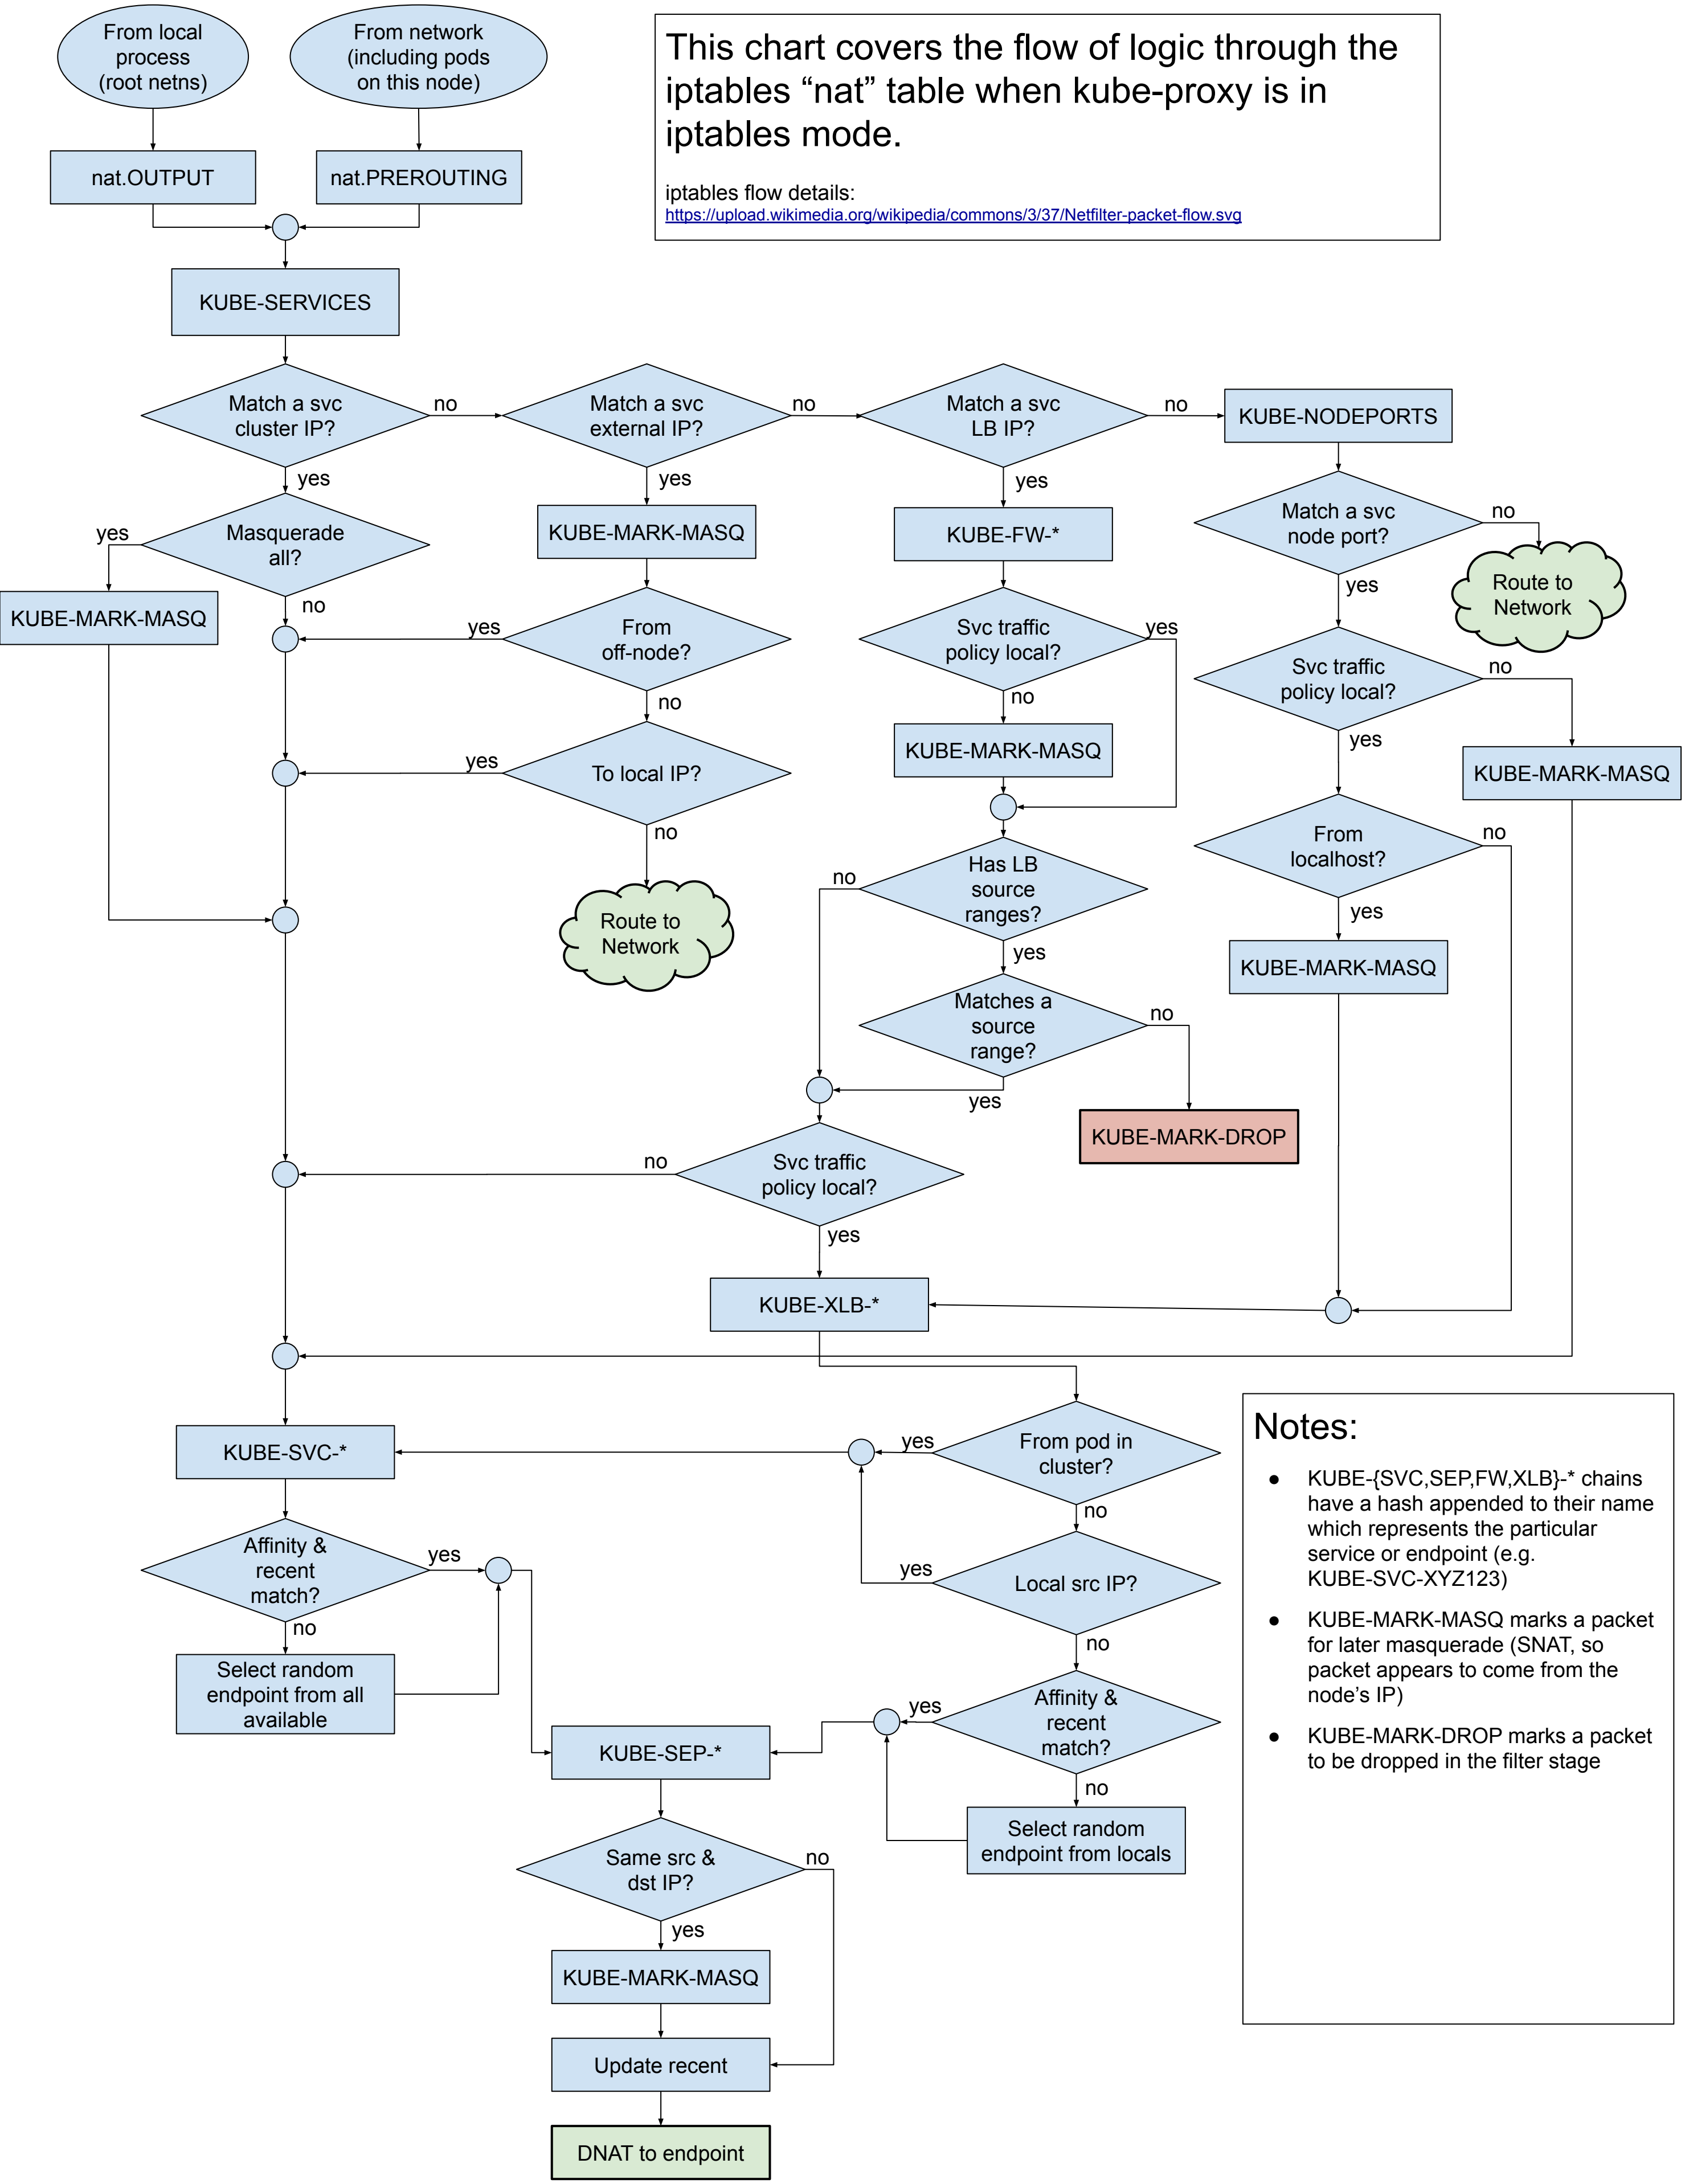 From local
process
(root netns)
From network
(including pods
on this node)
This chart covers the flow of logic through the
iptables “nat” table when kube-proxy is in
iptables mode.
iptables flow details:
https://upload.wikimedia.org/wikipedia/commons/3/37/Netfilter-packet-flow.svg
nat.OUTPUT
nat.PREROUTING
KUBE-SERVICES
Match a svc
cluster IP?
no
Match a svc
external IP?
no
Match a svc
LB IP?
no
KUBE-NODEPORTS
yes
yes
yes
Masquerade
all?
yes
KUBE-MARK-MASQ
no
KUBE-MARK-MASQ
From
off-node?
yes
no
To local IP?
yes
no
Route to
Network
KUBE-FW-*
Svc traffic
policy local?
yes
no
KUBE-MARK-MASQ
Has LB
source
ranges?
no
yes
Matches a
source
range?
no
yes
KUBE-MARK-DROP
Svc traffic
policy local?
no
yes
KUBE-XLB-*
Match a svc
node port?
no
Route to
Network
yes
Svc traffic
policy local?
no
KUBE-MARK-MASQ
yes
From
localhost?
no
yes
KUBE-MARK-MASQ
KUBE-SVC-*
From pod in
cluster?
yes
no
Local src IP?
yes
no
Affinity &
recent
match?
yes
no
Select random
endpoint from locals
Affinity &
recent
match?
yes
no
Select random
endpoint from all
available
KUBE-SEP-*
Same src &
dst IP?
no
yes
KUBE-MARK-MASQ
Update recent
DNAT to endpoint
Notes:
● KUBE-{SVC,SEP,FW,XLB}-* chains
have a hash appended to their name
which represents the particular
service or endpoint (e.g.
KUBE-SVC-XYZ123)
● KUBE-MARK-MASQ marks a packet
for later masquerade (SNAT, so
packet appears to come from the
node’s IP)
● KUBE-MARK-DROP marks a packet
to be dropped in the filter stage